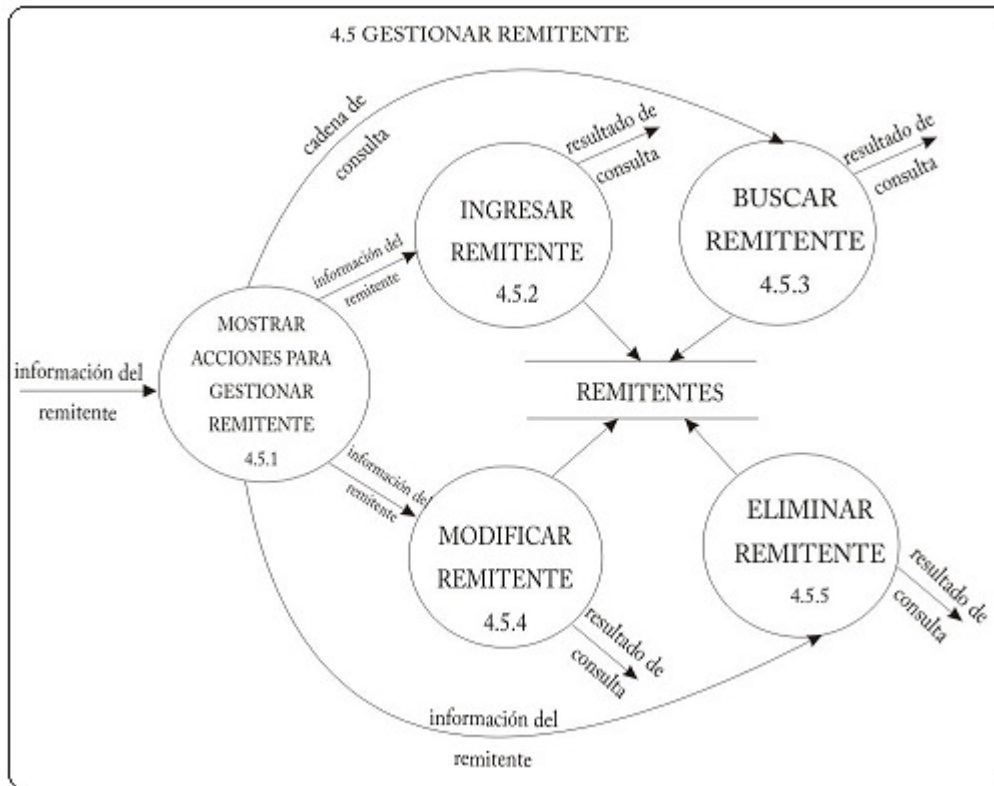 4.5 GESTIONAR REMITENTE
cadena de
consulta
resultado de
consulta
resultado de
consulta
INGRESAR
REMITENTE
4.5.2
BUSCAR
REMITENTE
4.5.3
información del
remitente
MOSTRAR
ACCIONES PARA
GESTIONAR
REMITENTE
4.5.1
información del
remitente
REMITENTES
información del
remitente
MODIFICAR
REMITENTE
4.5.4
ELIMINAR
REMITENTE
4.5.5
resultado de
consulta
resultado de
consulta
información del
remitente